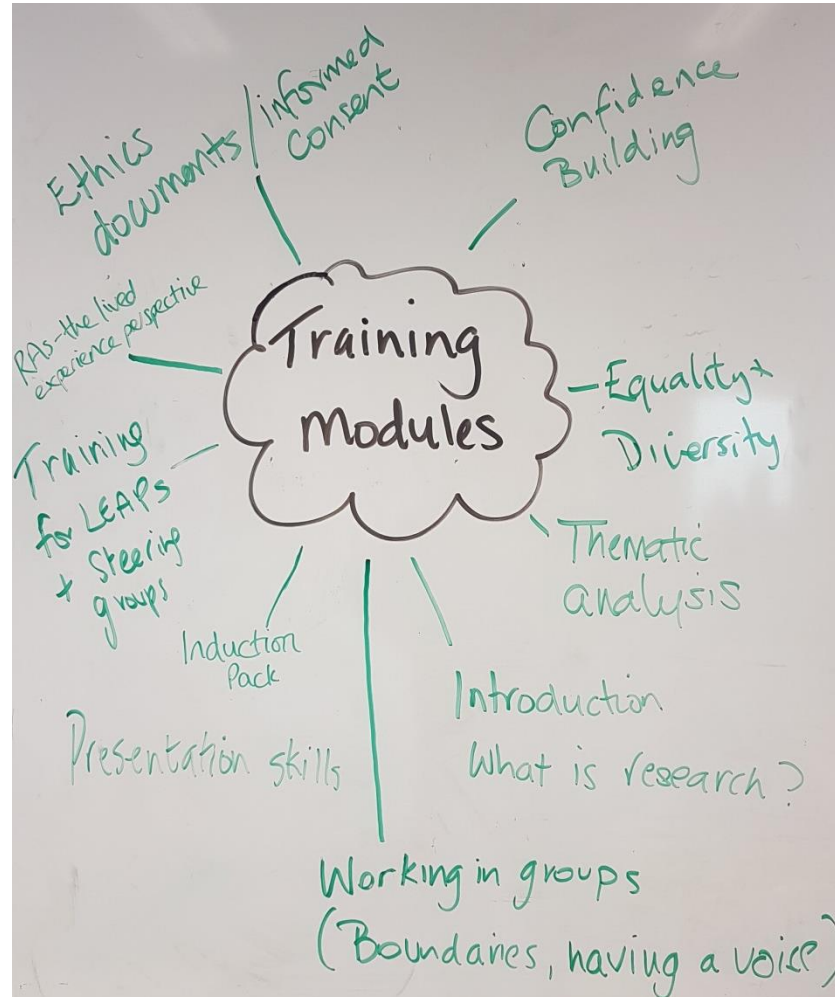 Ethics
documents/informed
consent
Confidence
Building
RAs-the lived
experience perspective
Training
Modules
Equality +
Diversity
Training
for LEAPs
+ Steering
groups
Thematic
analysis
Induction
Pack
Introduction
What is research?
Presentation skills
Working in groups
(Boundaries, having a voice)